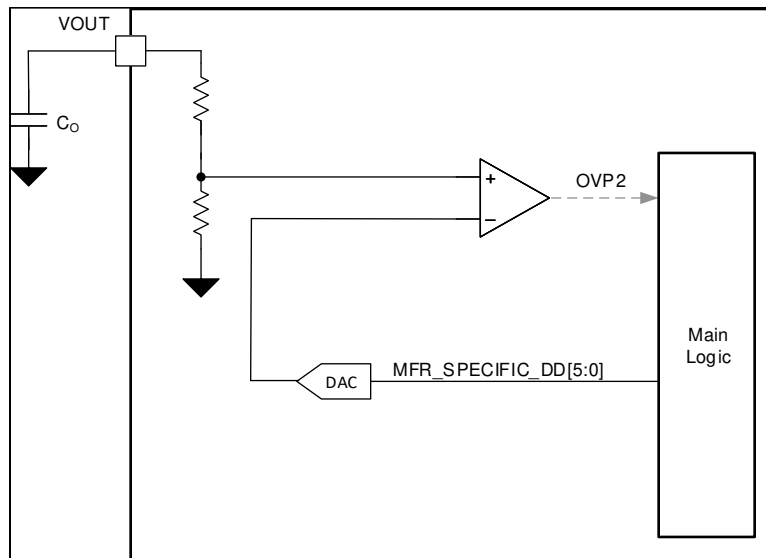 VOUT
C_O
+
OVP2
−
Main
Logic
MFR_SPECIFIC_DD[5:0]
DAC